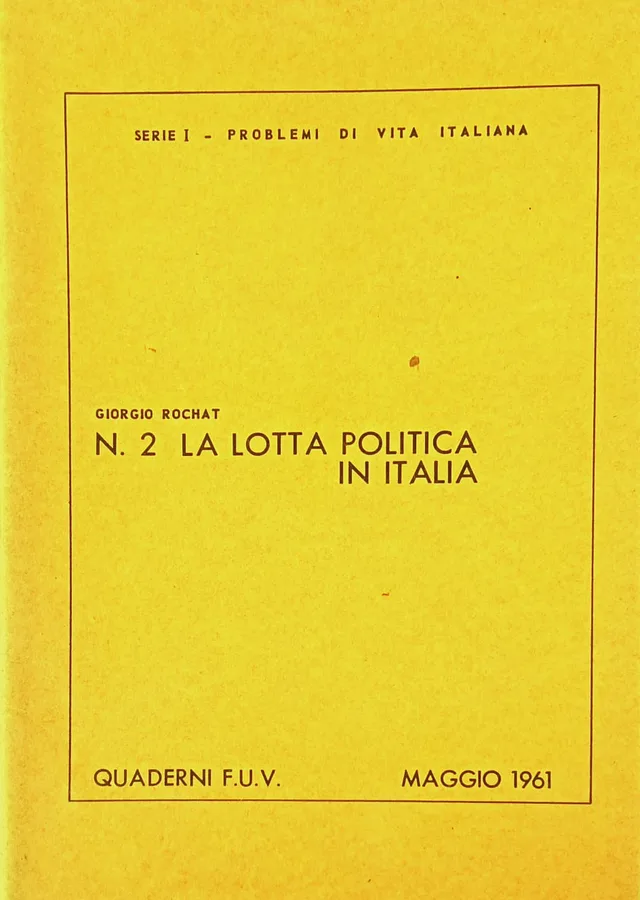 SERIE I - PROBLEMI DI VITA ITALIANA
GIORGIO ROCHAT
N. 2 LA LOTTA POLITICA
IN ITALIA
QUADERNI F.U.V. MAGGIO 1961